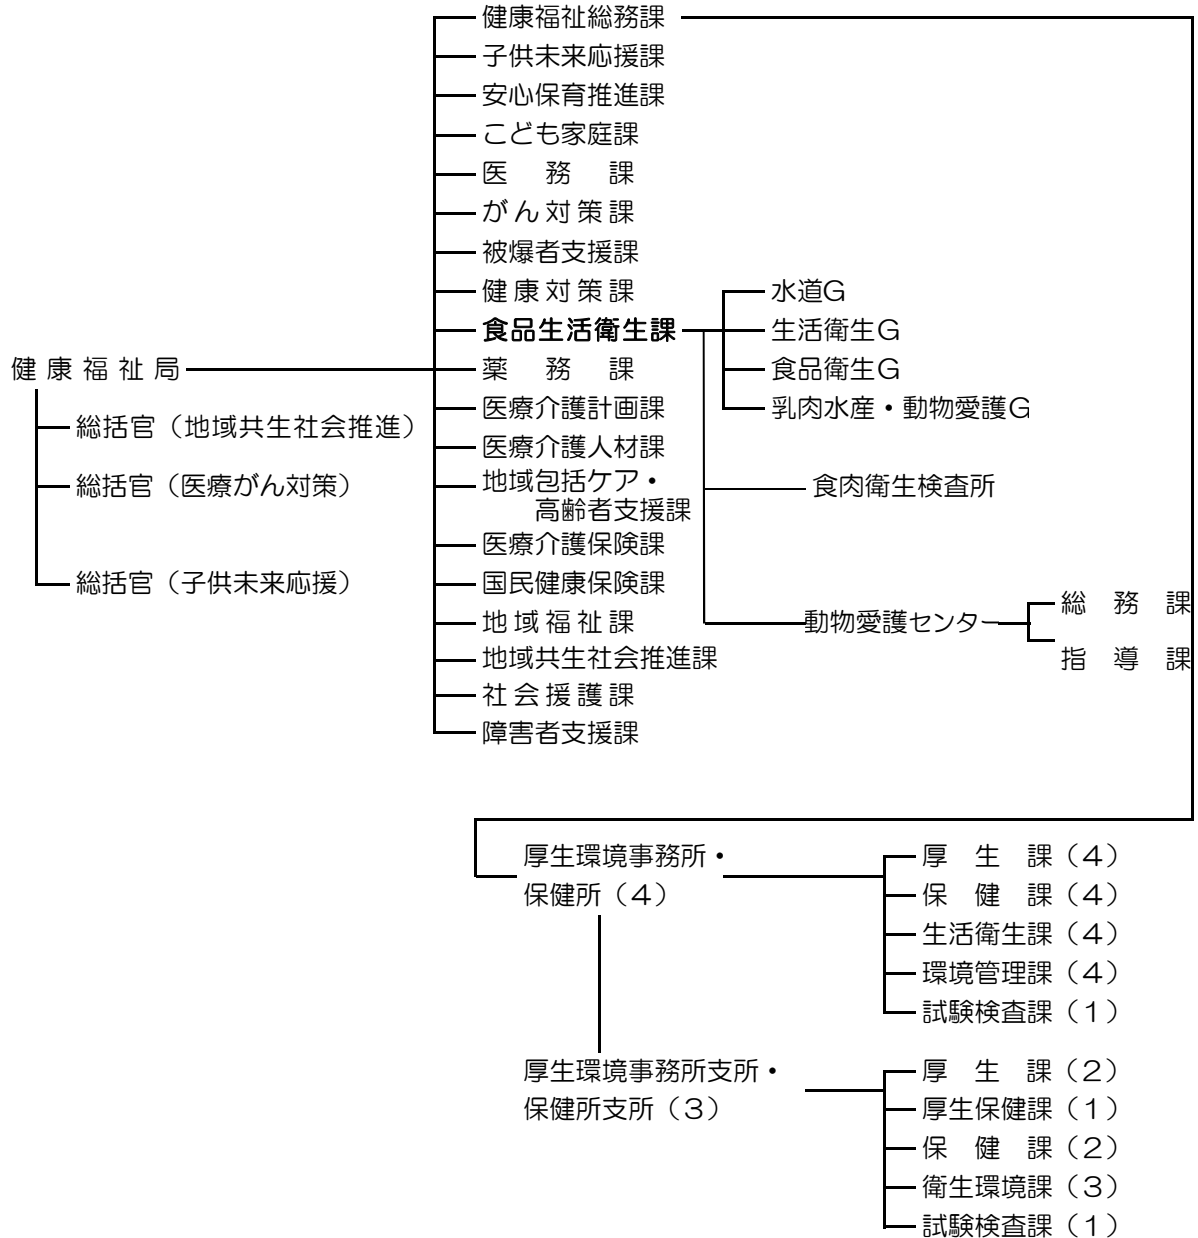 健康福祉総務課
子供未来応援課
安心保育推進課
こども家庭課
医　務　課
がん対策課
被爆者支援課
健康対策課
水道G
食品生活衛生課
生活衛生G
健康福祉局
薬　務　課
食品衛生G
医療介護計画課
乳肉水産・動物愛護G
総括官（地域共生社会推進）
医療介護人材課
総括官（医療がん対策）
地域包括ケア・
高齢者支援課
食肉衛生検査所
医療介護保険課
総括官（子供未来応援）
国民健康保険課
地域福祉課
動物愛護センター
総　務　課
指　導　課
地域共生社会推進課
社会援護課
障害者支援課
厚生環境事務所・
保健所（４）
厚　生　課（４）
保　健　課（４）
生活衛生課（４）
環境管理課（４）
試験検査課（１）
厚生環境事務所支所・
保健所支所（３）
厚　生　課（２）
厚生保健課（１）
保　健　課（２）
衛生環境課（３）
試験検査課（１）